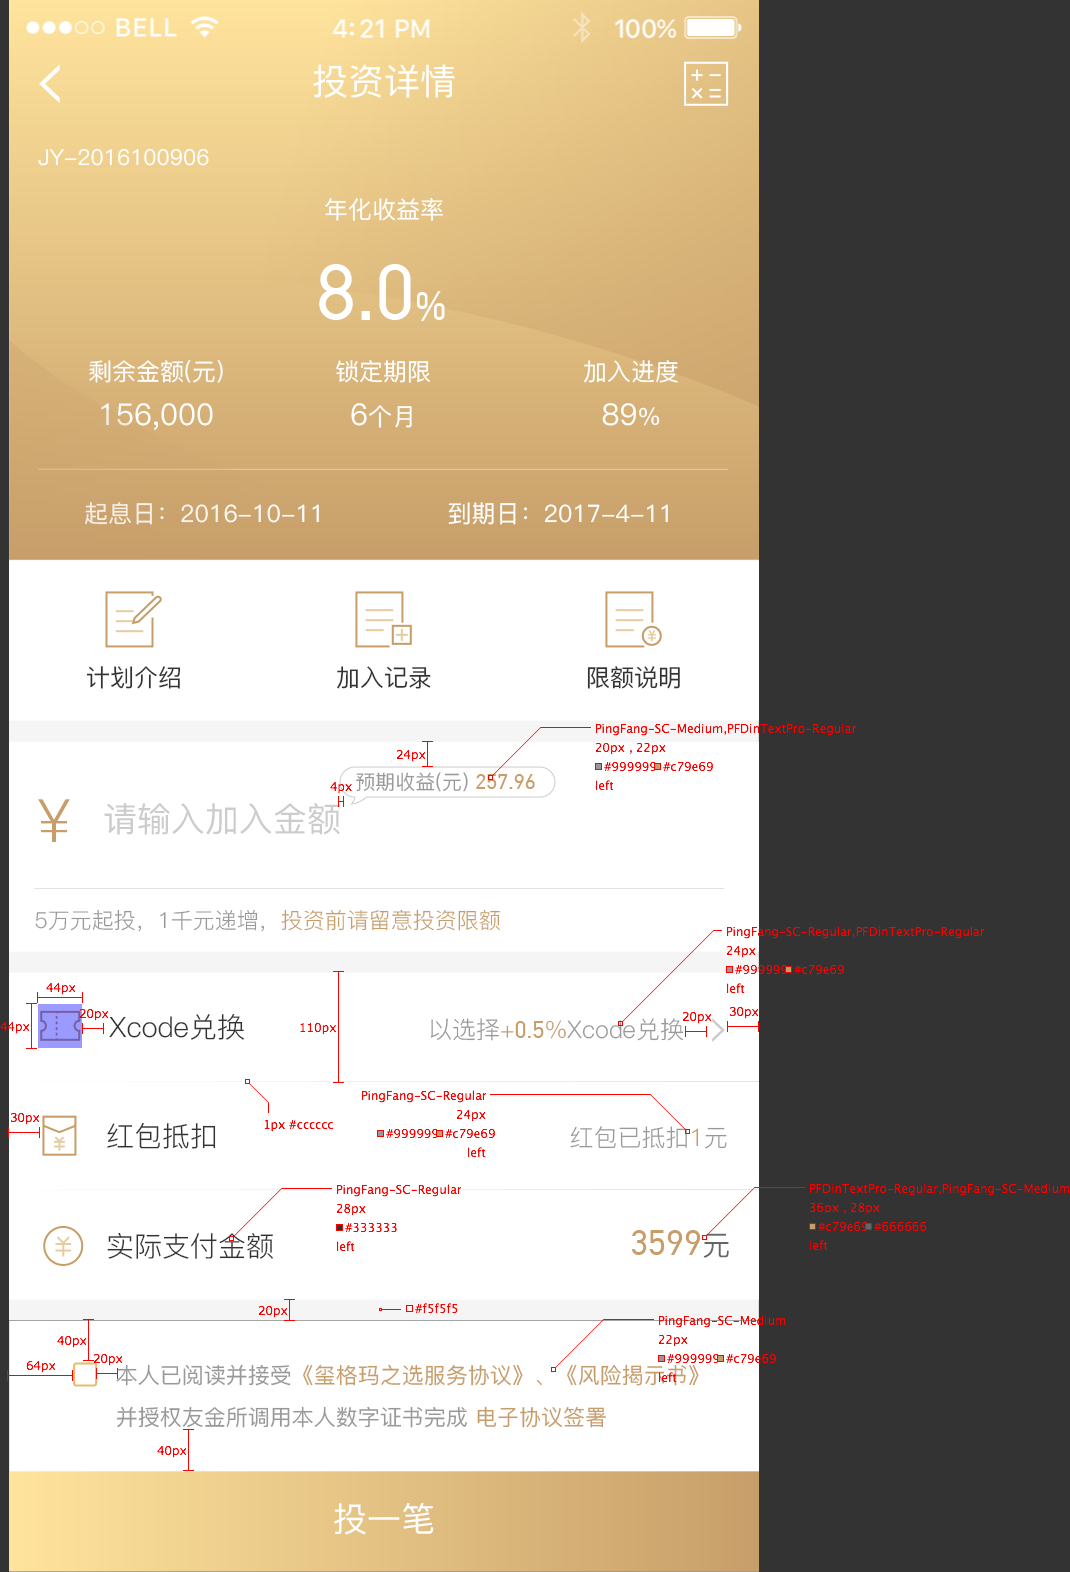 BELL 4:21 PM 100%
投资详情
JY-2016100906
年化收益率
8.0%
剩余金额(元) 锁定期限 加入进度
156,000 6个月 89%
起息日：2016-10-11 到期日：2017-4-11
计划介绍 加入记录 限额说明
PingFang-SC-Medium,PFDinTextPro-Regular
20px , 22px
#999999 #c79e69
left
24px
预期收益(元) 257.96
4px
¥ 请输入加入金额
5万元起投，1千元递增，投资前请留意投资限额
PingFang-SC-Regular,PFDinTextPro-Regular
24px
#999999 #c79e69
left
44px
44px
20px
Xcode兑换
110px
以选择+0.5%Xcode兑换
20px
30px
1px #cccccc
PingFang-SC-Regular
24px
#999999 #c79e69
left
30px
红包抵扣
红包已抵扣1元
PingFang-SC-Regular
28px
#333333
left
PFDinTextPro-Regular,PingFang-SC-Medium
36px , 28px
#c79e69 #666666
left
实际支付金额
3599元
20px
#f5f5f5
PingFang-SC-Medium
22px
#999999 #c79e69
left
40px
64px
20px
本人已阅读并接受《玺格玛之选服务协议》、《风险揭示书》
并授权友金所调用本人数字证书完成 电子协议签署
40px
投一笔